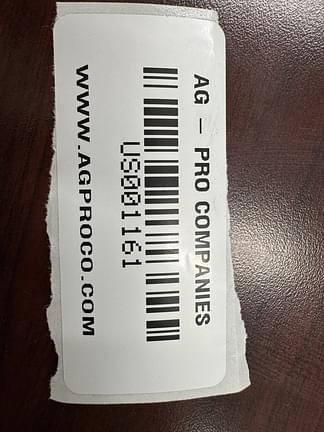 AG - PRO COMPANIES
US001161
WWW.AGPROCO.COM